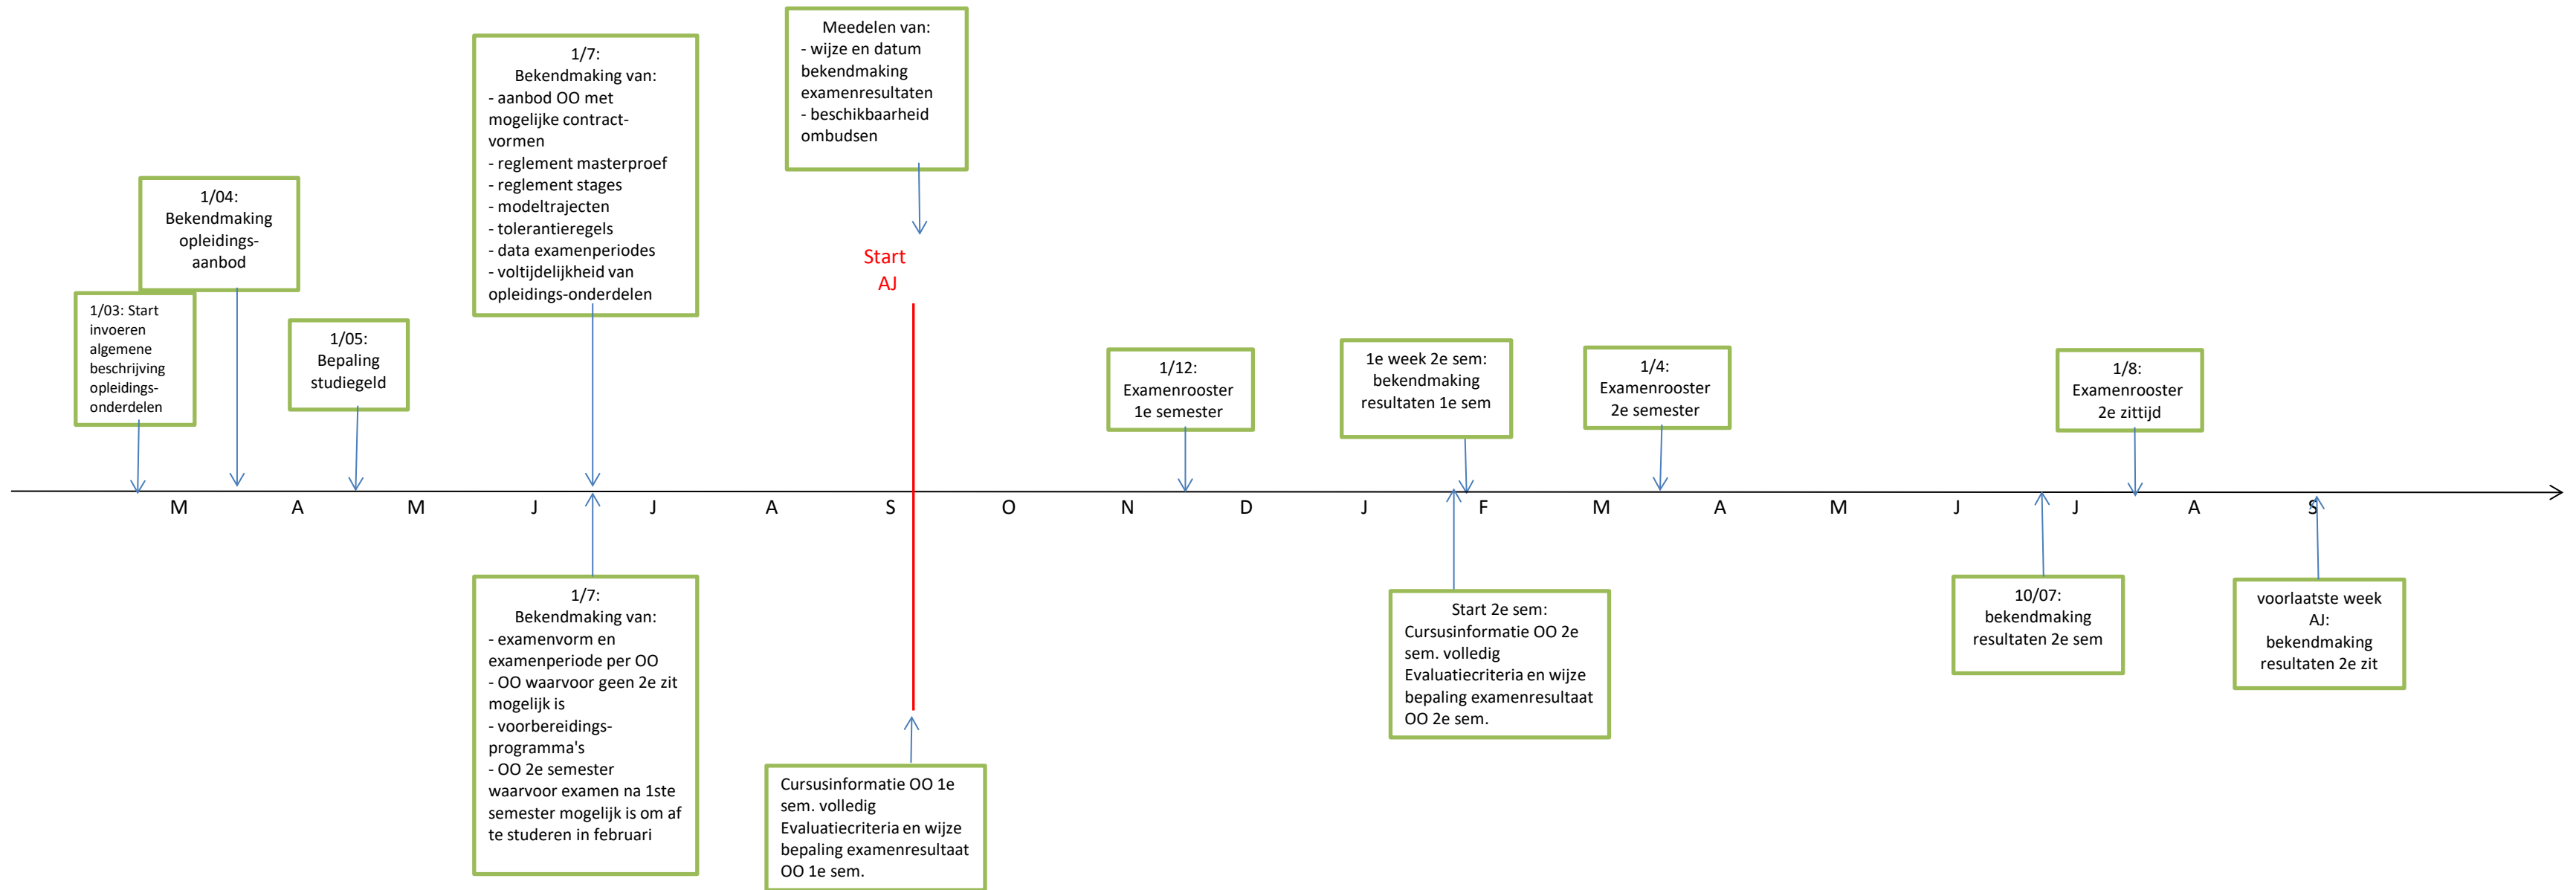 Meedelen van:
- wijze en datum
bekendmaking
examenresultaten
- beschikbaarheid
ombudsen
1/7:
Bekendmaking van:
- aanbod OO met
mogelijke contract-
vormen
- reglement masterproef
- reglement stages
- modeltrajecten
- tolerantieregels
- data examenperiodes
- voltijdelijkheid van
opleidings-onderdelen
1/04:
Bekendmaking
opleidings-
aanbod
Start
AJ
1/03: Start
invoeren
algemene
beschrijving
opleidings-
onderdelen
1/05:
Bepaling
studiegeld
1/12:
Examenrooster
1e semester
1e week 2e sem:
bekendmaking
resultaten 1e sem
1/4:
Examenrooster
2e semester
1/8:
Examenrooster
2e zittijd
M A M J J A S O N D J F M A M J J A S
1/7:
Bekendmaking van:
- examenvorm en
examenperiode per OO
- OO waarvoor geen 2e zit
mogelijk is
- voorbereidings-
programma's
- OO 2e semester
waarvoor examen na 1ste
semester mogelijk is om af
te studeren in februari
Cursusinformatie OO 1e
sem. volledig
Evaluatiecriteria en wijze
bepaling examenresultaat
OO 1e sem.
Start 2e sem:
Cursusinformatie OO 2e
sem. volledig
Evaluatiecriteria en wijze
bepaling examenresultaat
OO 2e sem.
10/07:
bekendmaking
resultaten 2e sem
voorlaatste week
AJ:
bekendmaking
resultaten 2e zit